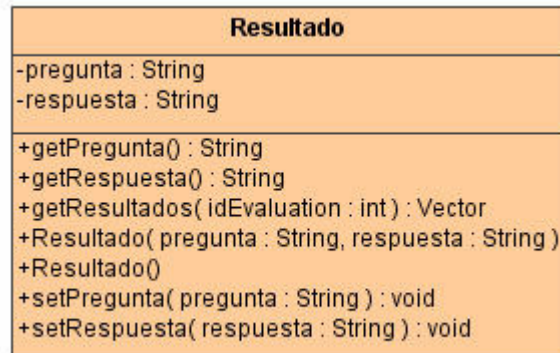 Resultado
-pregunta : String
-respuesta : String
+getPregunta() : String
+getRespuesta() : String
+getResultados( idEvaluation : int ) : Vector
+Resultado( pregunta : String, respuesta : String )
+Resultado()
+setPregunta( pregunta : String ) : void
+setRespuesta( respuesta : String ) : void